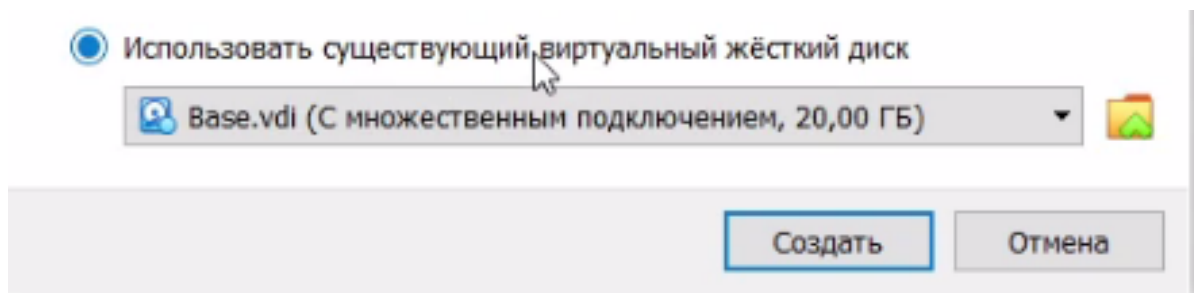 Использовать существующий виртуальный жёсткий диск
Base.vdi (С множественным подключением, 20,00 ГБ)
Создать Отмена